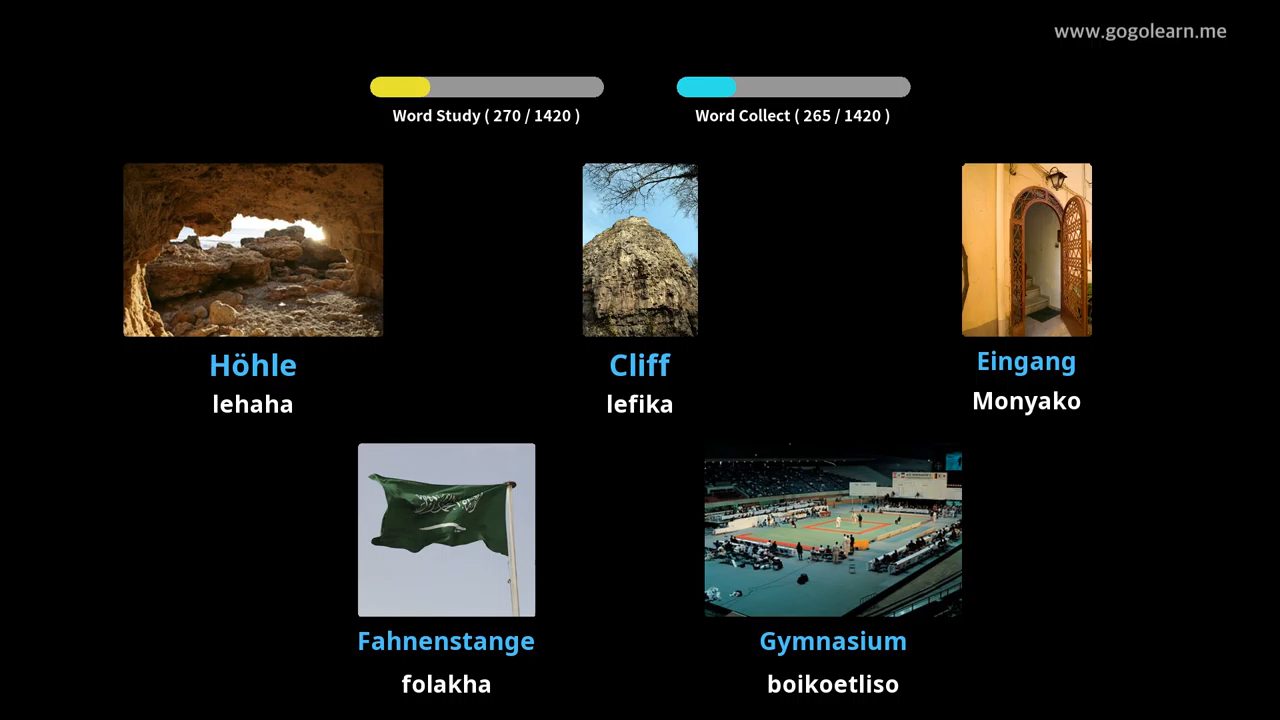 www.gogolearn.me
Word Study ( 270 / 1420 )
Word Collect ( 265 / 1420 )
Höhle
lehaha
Cliff
lefika
Eingang
Monyako
Fahnenstange
folakha
Gymnasium
boikoetliso